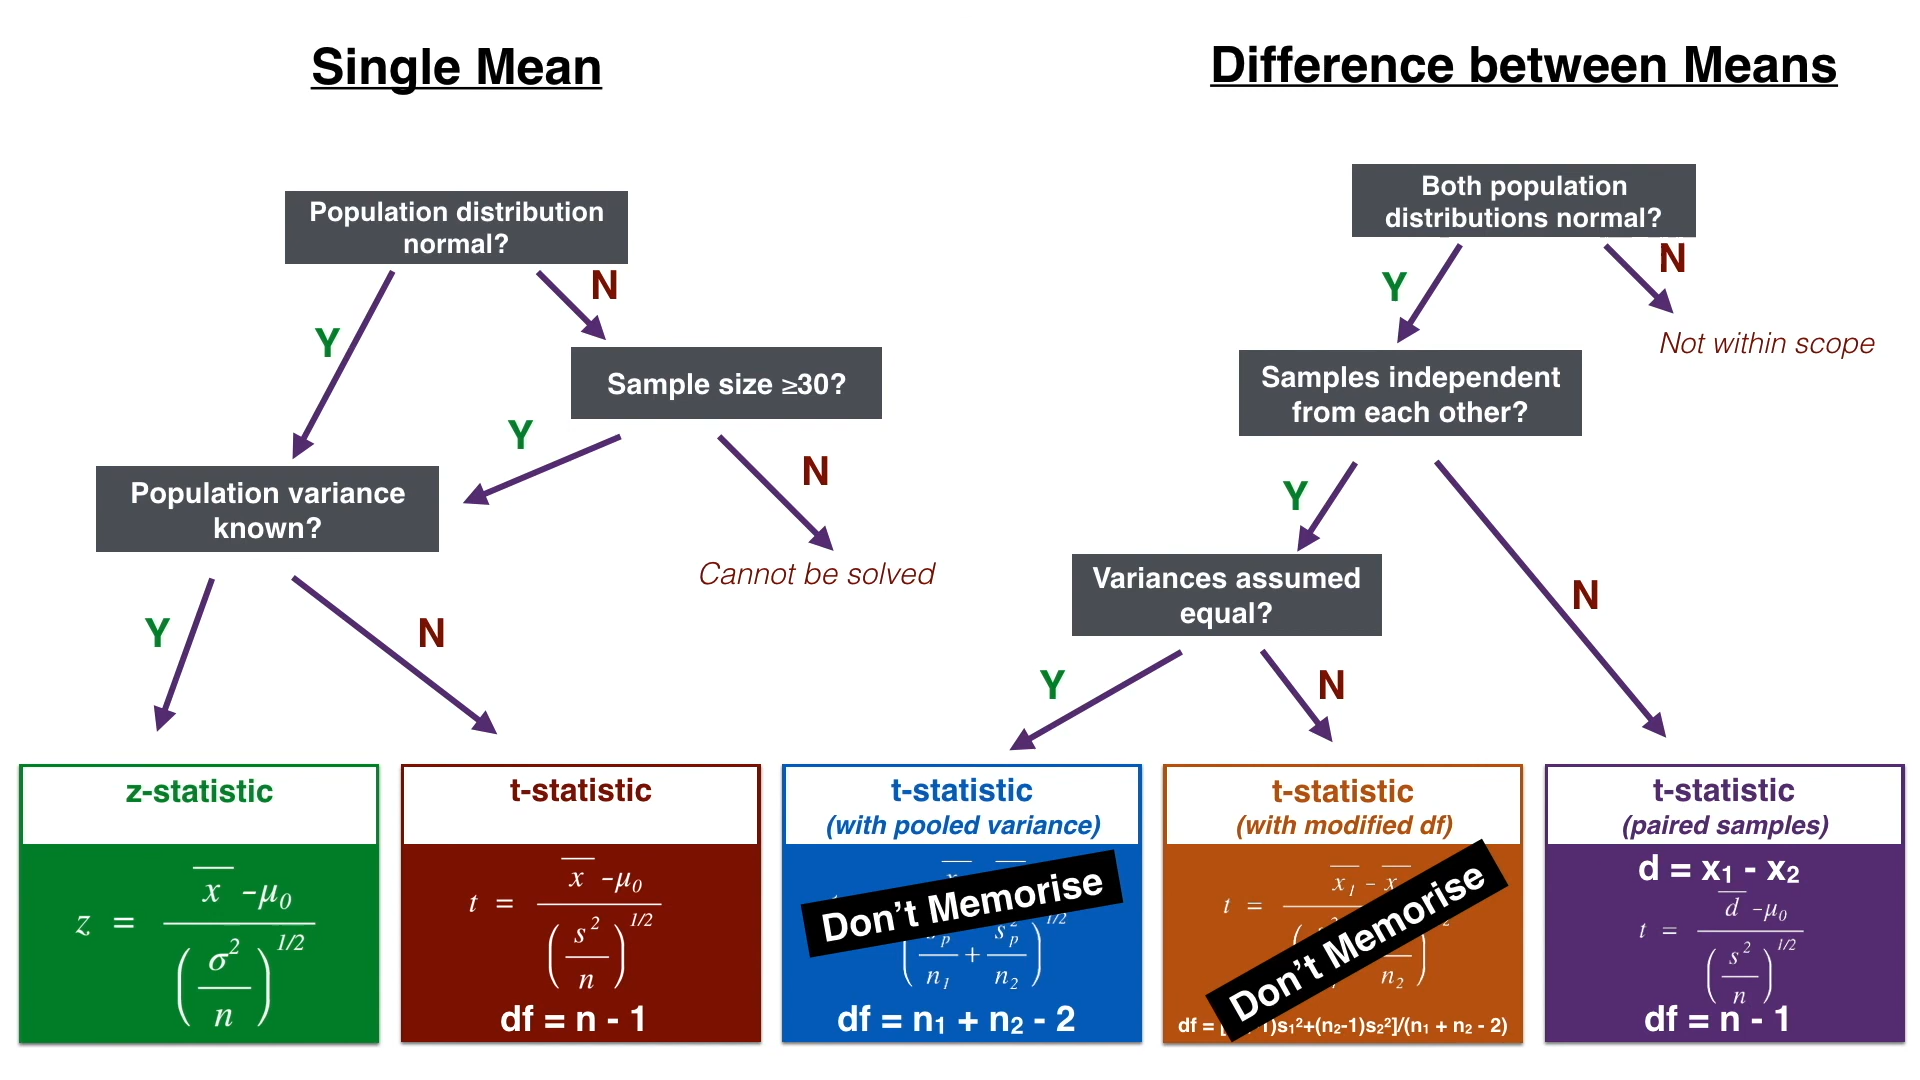 Single Mean
Population distribution
normal?
Y
N
Sample size ≥30?
Y
N
Cannot be solved
Population variance
known?
Y
N
Difference between Means
Both population
distributions normal?
Y
N
Not within scope
Samples independent
from each other?
Y
N
Variances assumed
equal?
Y
N
z-statistic
z = (x̄ - μ₀) / (σ²/n)^1/2
t-statistic
t = (x̄ - μ₀) / (s²/n)^1/2
df = n - 1
t-statistic
(with pooled variance)
Don't Memorise
df = n₁ + n₂ - 2
t-statistic
(with modified df)
t =
Don't Memorise
df = 1)s₁²+(n₂-1)s₂²]/(n₁ + n₂ - 2)
t-statistic
(paired samples)
d = x₁ - x₂
t = (d̄ - μ₀) / (s²/n)^1/2
df = n - 1